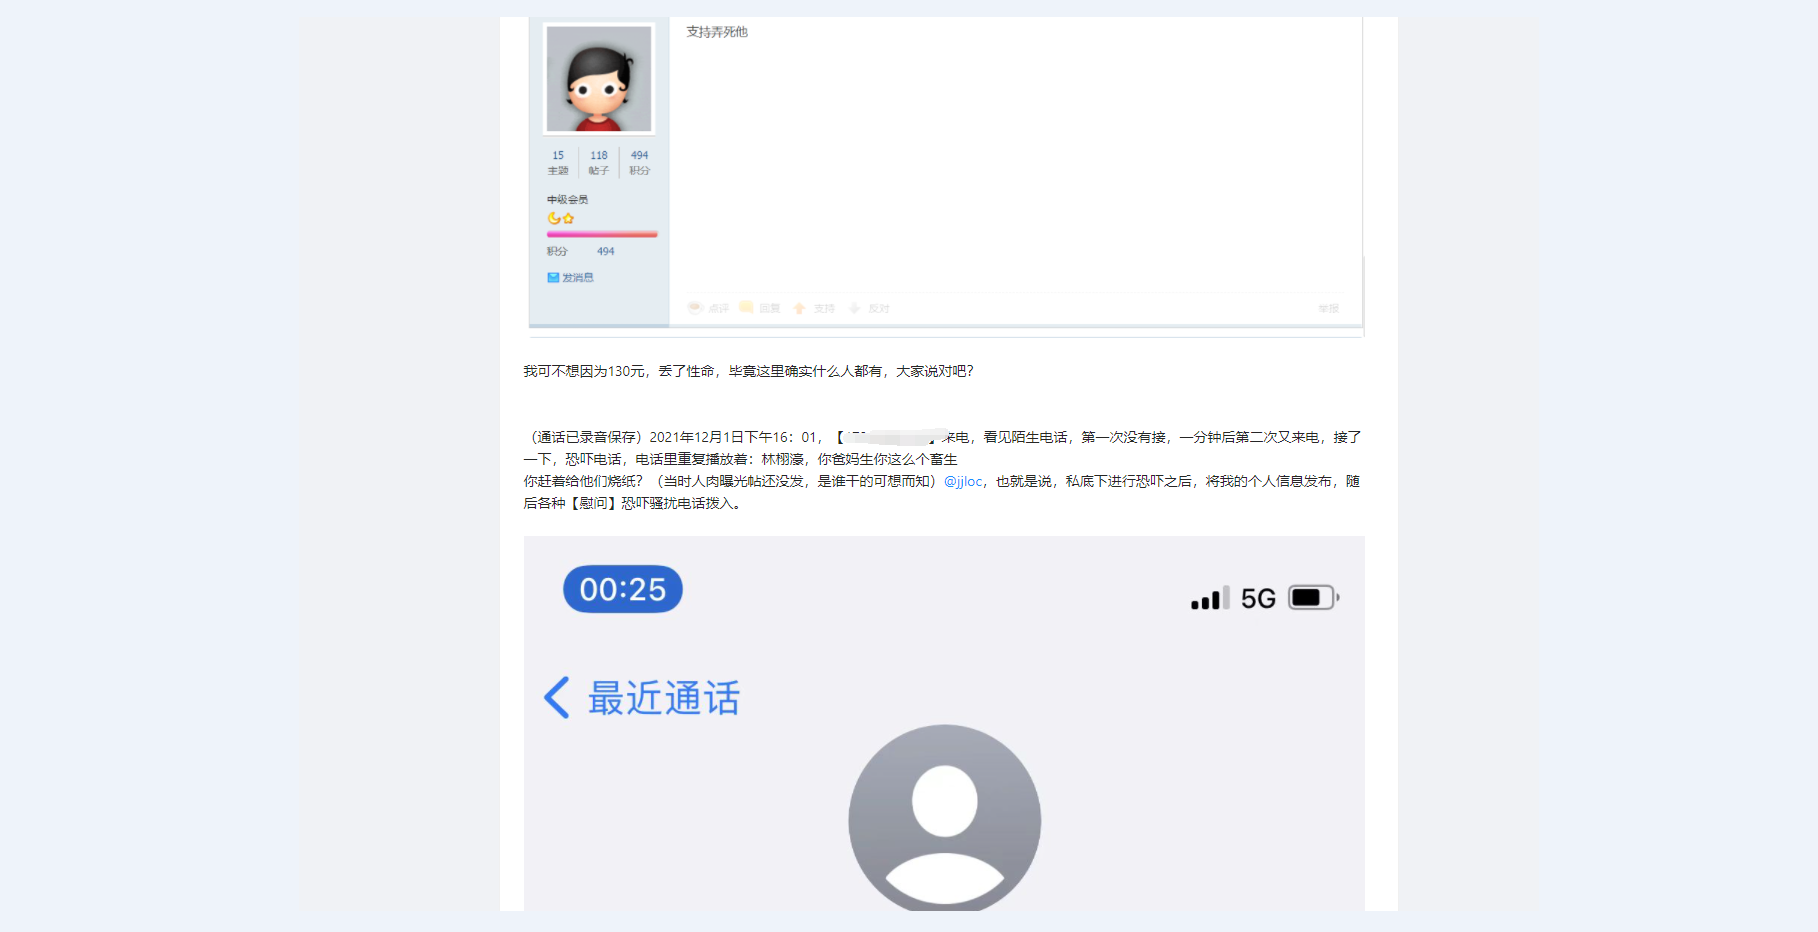 支持弄死他
15 118 494
主题 帖子 积分
中级会员
积分 494
发消息
点评 回复 支持 反对 举报
我可不想因为130元，丢了性命，毕竟这里确实什么人都有，大家说对吧？
（通话已录音保存）2021年12月1日下午16：01，【 】来电，看见陌生电话，第一次没有接，一分钟后第二次又来电，接了
一下，恐吓电话，电话里重复播放着：林栩濠，你爸妈生你这么个畜生
你赶着给他们烧纸？（当时人肉曝光帖还没发，是谁干的可想而知）@jjloc，也就是说，私底下进行恐吓之后，将我的个人信息发布，随
后各种【慰问】恐吓骚扰电话拨入。
00:25 5G
最近通话